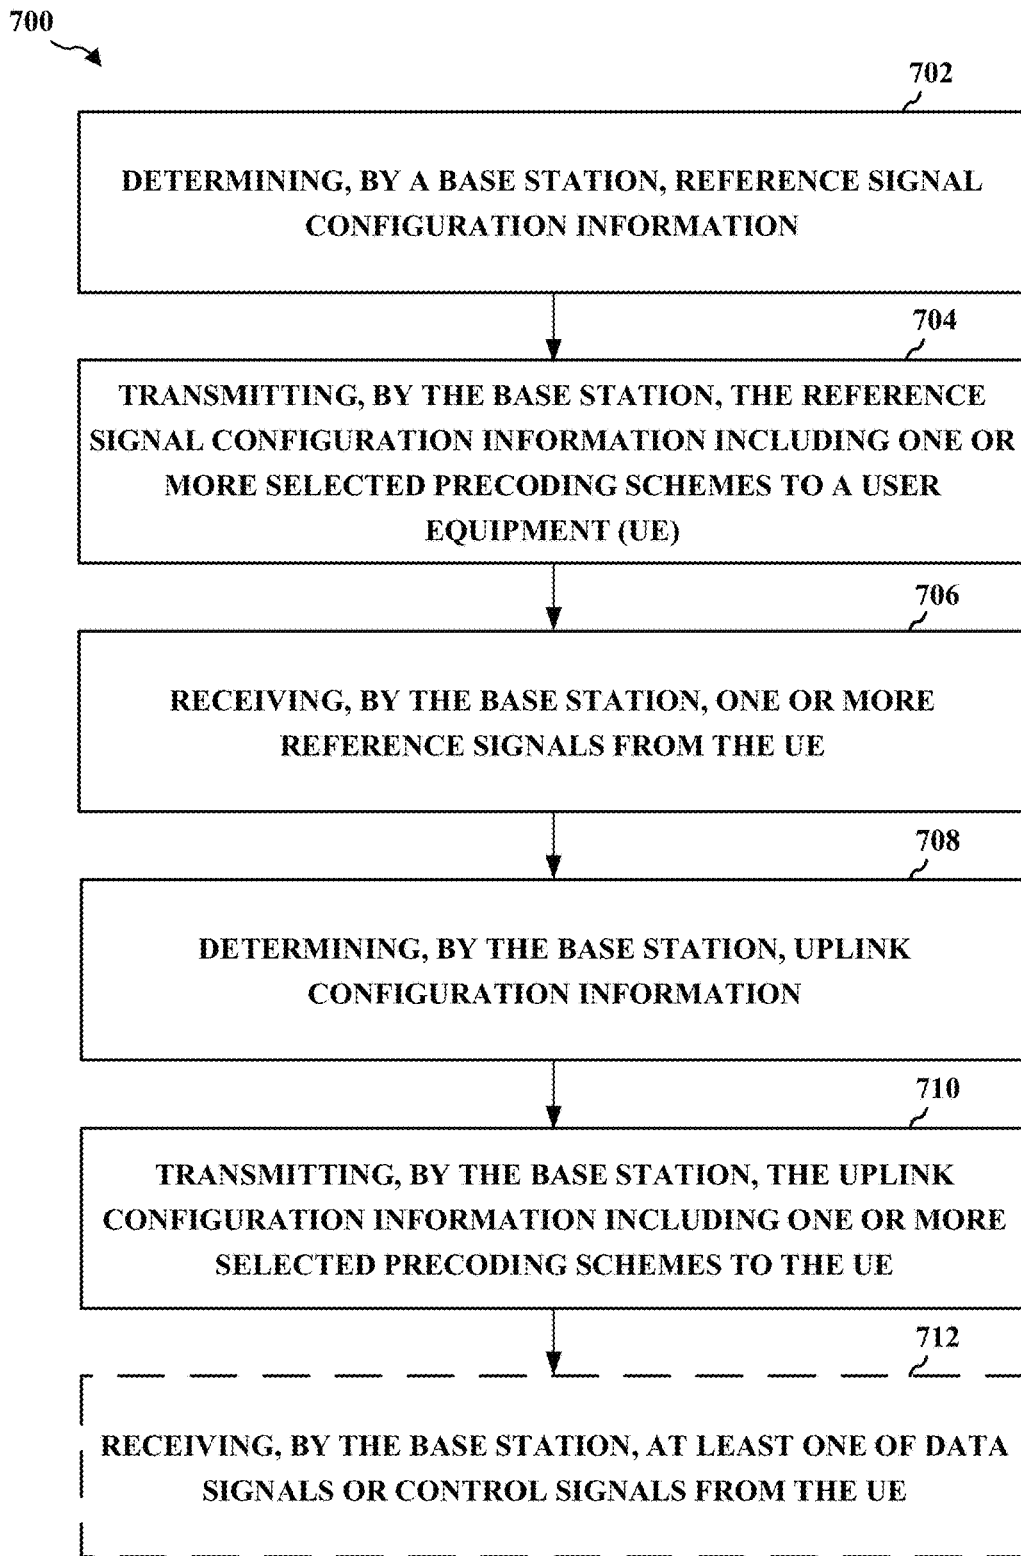 700
702
DETERMINING, BY A BASE STATION, REFERENCE SIGNAL
CONFIGURATION INFORMATION
704
TRANSMITTING, BY THE BASE STATION, THE REFERENCE
SIGNAL CONFIGURATION INFORMATION INCLUDING ONE OR
MORE SELECTED PRECODING SCHEMES TO A USER
EQUIPMENT (UE)
706
RECEIVING, BY THE BASE STATION, ONE OR MORE
REFERENCE SIGNALS FROM THE UE
708
DETERMINING, BY THE BASE STATION, UPLINK
CONFIGURATION INFORMATION
710
TRANSMITTING, BY THE BASE STATION, THE UPLINK
CONFIGURATION INFORMATION INCLUDING ONE OR MORE
SELECTED PRECODING SCHEMES TO THE UE
712
RECEIVING, BY THE BASE STATION, AT LEAST ONE OF DATA
SIGNALS OR CONTROL SIGNALS FROM THE UE